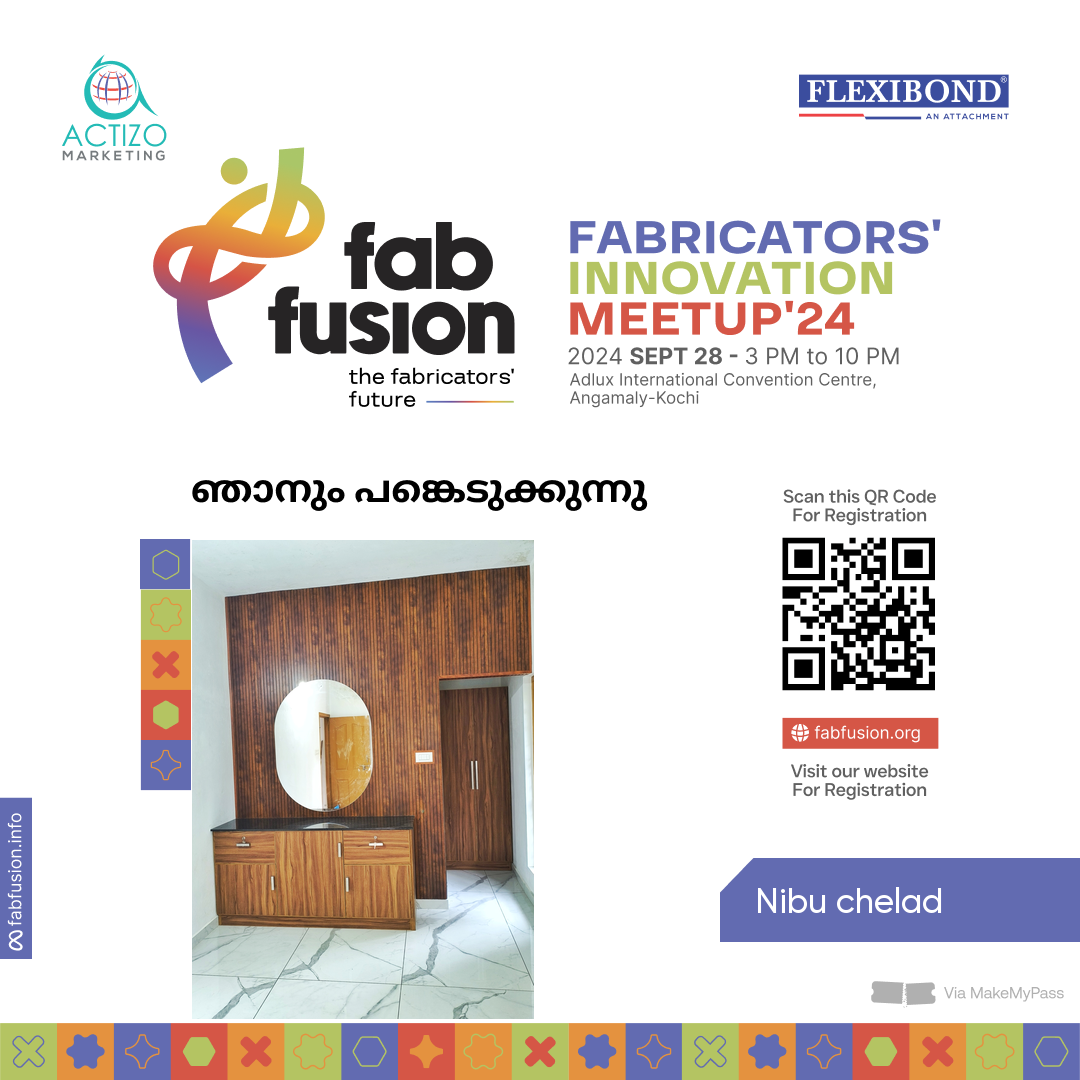 ACTIZO
MARKETING
FLEXIBOND®
AN ATTACHMENT
fab
fusion
the fabricators'
future
FABRICATORS'
INNOVATION
MEETUP'24
2024 SEPT 28 - 3 PM to 10 PM
Adlux International Convention Centre,
Angamaly-Kochi
ഞാനും പങ്കെടുക്കുന്നു
Scan this QR Code
For Registration
fabfusion.org
Visit our website
For Registration
fabfusion.info
Nibu chelad
Via MakeMyPass